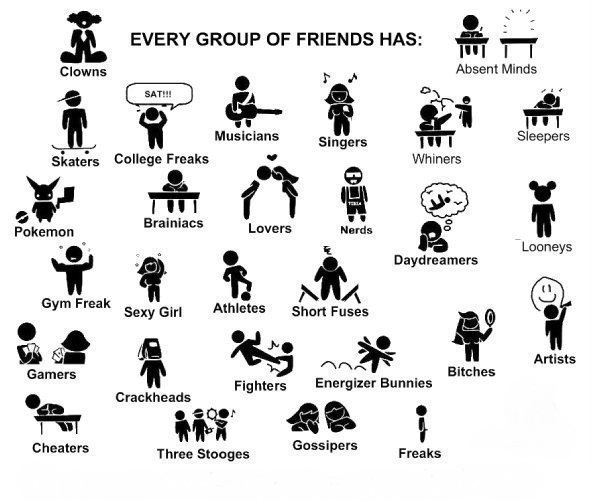 EVERY GROUP OF FRIENDS HAS:
Clowns
Absent Minds
SAT!!!
Skaters
College Freaks
Musicians
Singers
Whiners
Sleepers
Pokemon
Brainiacs
Lovers
Nerds
Daydreamers
Looneys
Gym Freak
Sexy Girl
Athletes
Short Fuses
Gamers
Crackheads
Fighters
Energizer Bunnies
Bitches
Artists
Cheaters
Three Stooges
Gossipers
Freaks